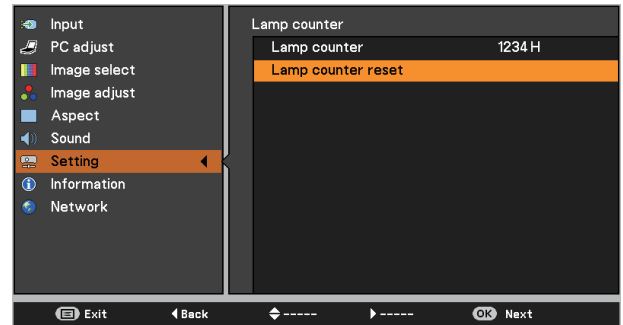 Input
PC adjust
Image select
Image adjust
Aspect
Sound
Setting
Information
Network
Lamp counter
Lamp counter 1234 H
Lamp counter reset
Exit Back ----- ----- OK Next